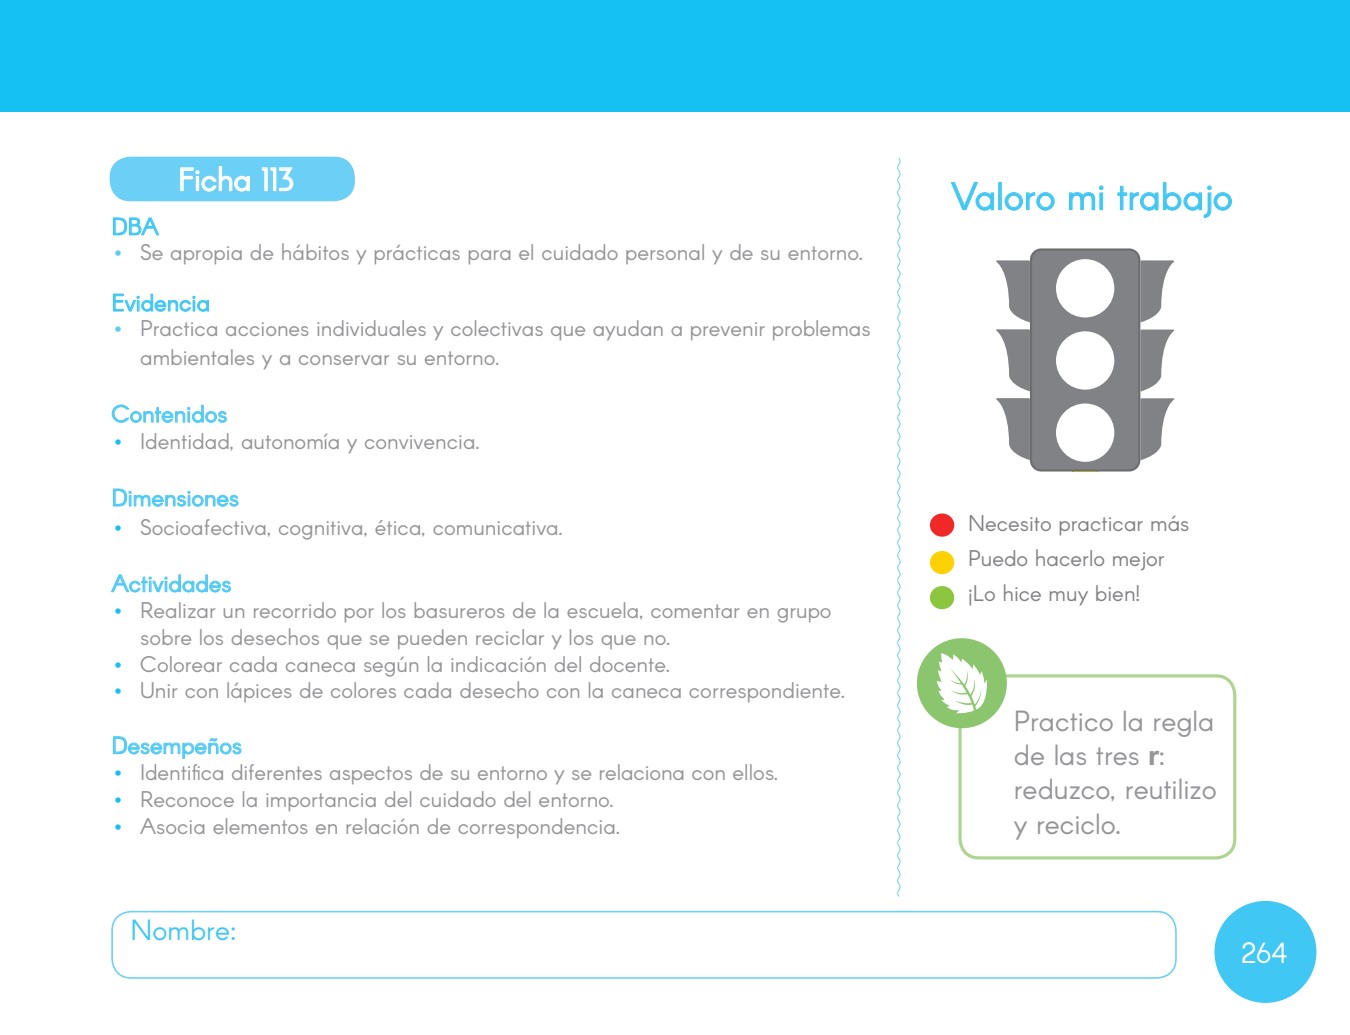 Ficha 113
DBA
• Se apropia de hábitos y prácticas para el cuidado personal y de su entorno.
Evidencia
• Practica acciones individuales y colectivas que ayudan a prevenir problemas
ambientales y a conservar su entorno.
Contenidos
• Identidad, autonomía y convivencia.
Dimensiones
• Socioafectiva, cognitiva, ética, comunicativa.
Actividades
• Realizar un recorrido por los basureros de la escuela, comentar en grupo
sobre los desechos que se pueden reciclar y los que no.
• Colorear cada caneca según la indicación del docente.
• Unir con lápices de colores cada desecho con la caneca correspondiente.
Desempeños
• Identifica diferentes aspectos de su entorno y se relaciona con ellos.
• Reconoce la importancia del cuidado del entorno.
• Asocia elementos en relación de correspondencia.
Valoro mi trabajo
Necesito practicar más
Puedo hacerlo mejor
¡Lo hice muy bien!
Practico la regla
de las tres r:
reduzco, reutilizo
y reciclo.
Nombre:
264